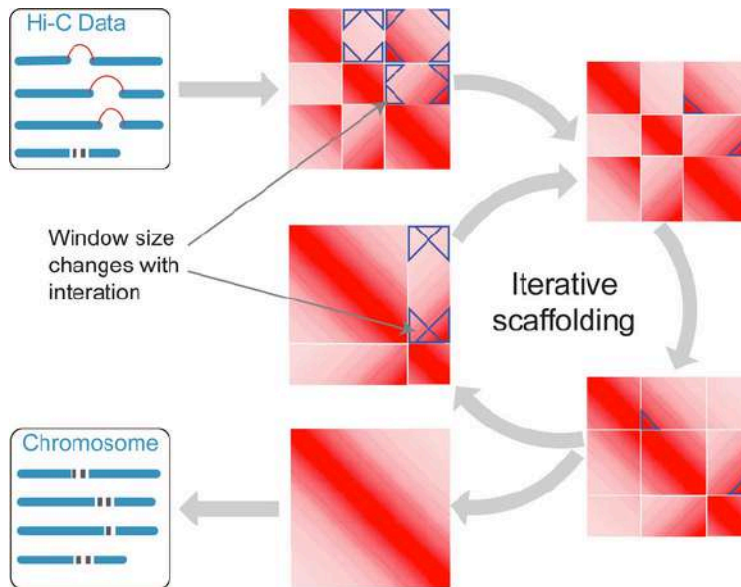 Hi-C Data
Window size
changes with
interation
Iterative
scaffolding
Chromosome